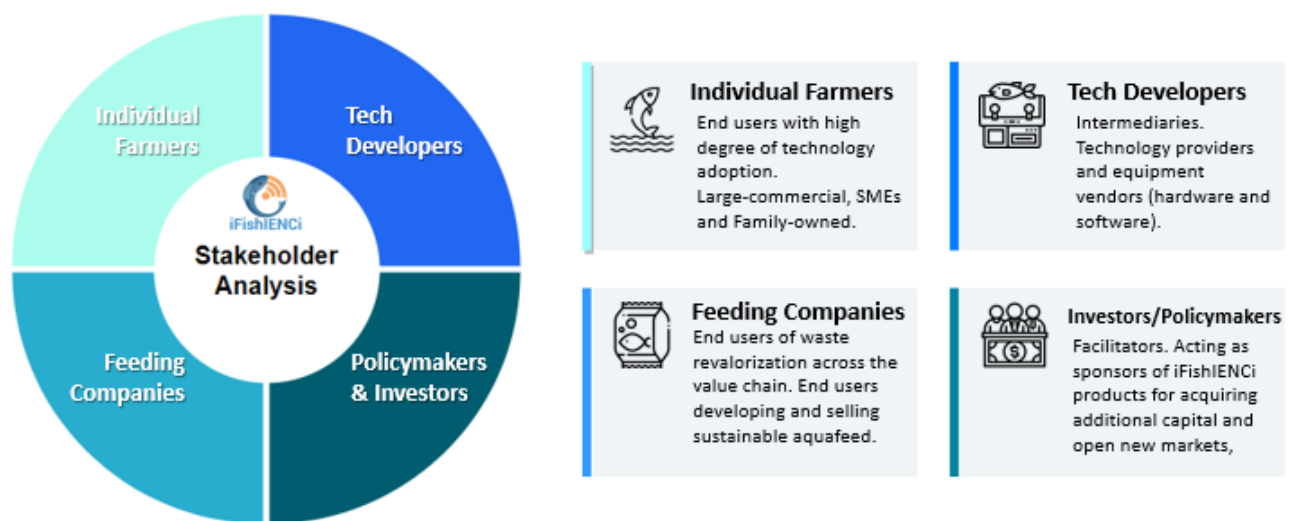 Individual
Farmers
Tech
Developers
iFishIENCi
Stakeholder
Analysis
Feeding
Companies
Policymakers
& Investors
Individual Farmers
End users with high
degree of technology
adoption.
Large-commercial, SMEs
and Family-owned.
Tech Developers
Intermediaries.
Technology providers
and equipment
vendors (hardware and
software).
Feeding Companies
End users of waste
revalorization across the
value chain. End users
developing and selling
sustainable aquafeed.
Investors/Policymakers
Facilitators. Acting as
sponsors of iFishIENCi
products for acquiring
additional capital and
open new markets,